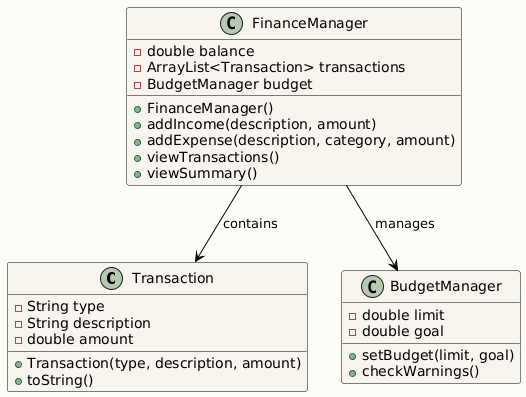 C FinanceManager
double balance
ArrayList<Transaction> transactions
BudgetManager budget
FinanceManager()
addIncome(description, amount)
addExpense(description, category, amount)
viewTransactions()
viewSummary()
contains
manages
C Transaction
String type
String description
double amount
Transaction(type, description, amount)
toString()
C BudgetManager
double limit
double goal
setBudget(limit, goal)
checkWarnings()